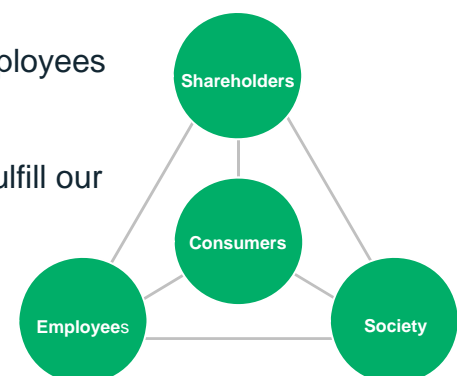 ployees
Shareholders
ulfill our
Consumers
Employees
Society